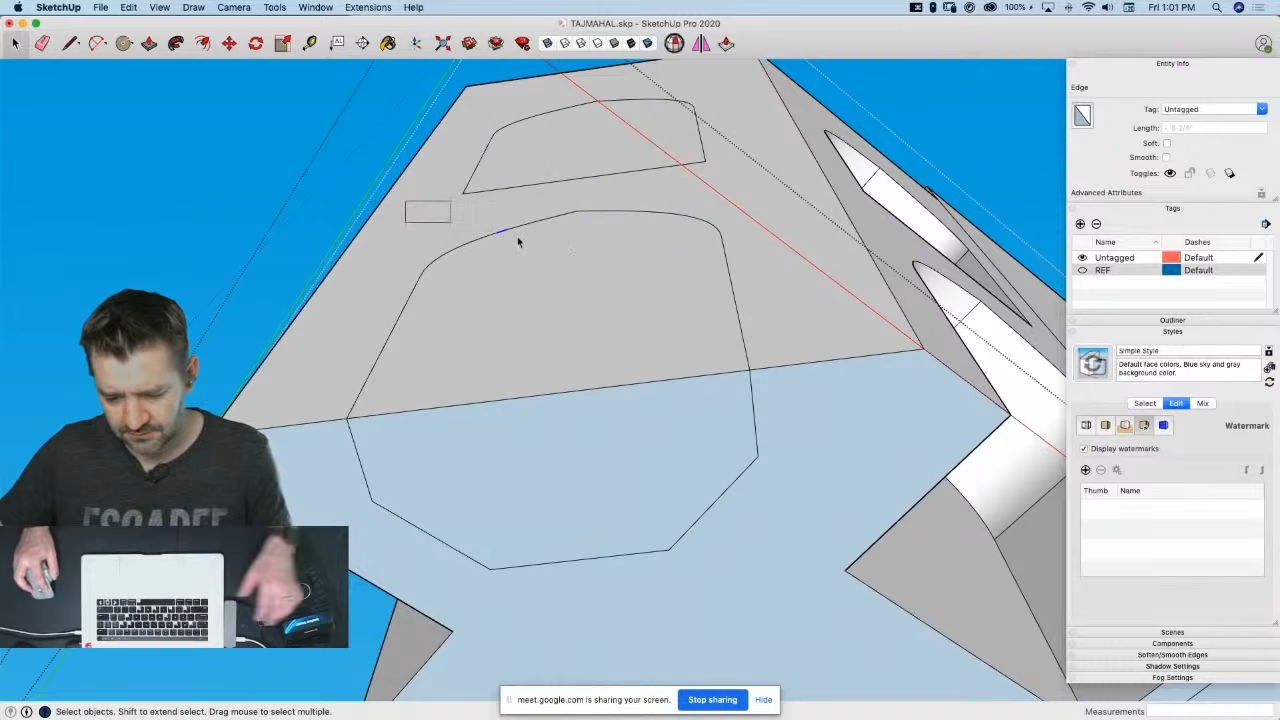 SketchUp File Edit View Draw Camera Tools Window Extensions Help 100% Fri 1:01 PM
TAJMAHAL.skp - SketchUp Pro 2020
Entity Info
Edge
Tag: Untagged
Length: ~ 8 3/4"
Soft:
Smooth:
Toggles:
Advanced Attributes
Tags
Name Dashes
Untagged Default
REF Default
Outliner
Styles
Simple Style
Default face colors. Blue sky and gray
background color.
Select Edit Mix
Watermark
Display watermarks
Thumb Name
Scenes
Components
Soften/Smooth Edges
Shadow Settings
Fog Settings
meet.google.com is sharing your screen. Stop sharing Hide
Select objects. Shift to extend select. Drag mouse to select multiple. Measurements